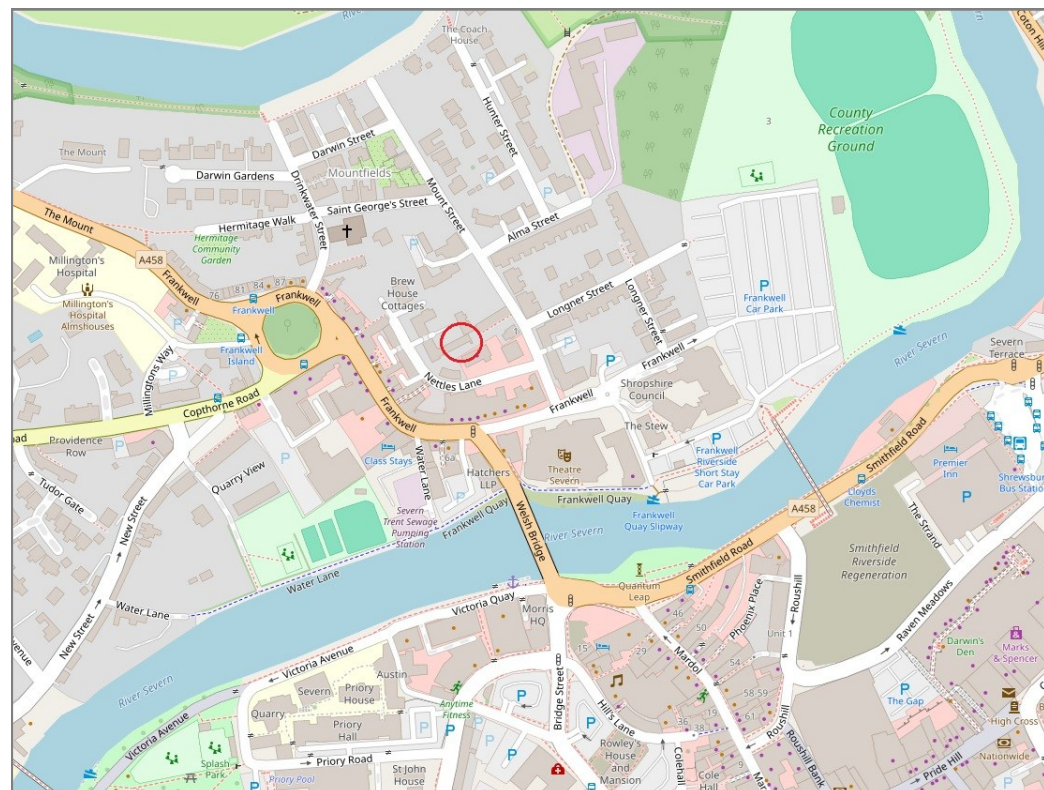 River Severn
The Coach
House
Coton Hill
Hunter Street
County
Recreation
Ground
3
The Mount
Darwin Street
Darwin Gardens
Mountfields
Mount Street
Drinkwater Street
Saint George's Street
Hermitage Walk
Alma Street
The Mount
Hermitage
Community
Garden
A458
Millington's
Hospital
Millington's
Hospital
Almshouses
Frankwell
76
81
84
87
Frankwell
Frankwell
Brew
House
Cottages
Longner Street
Longner Street
P
Frankwell
Car Park
River Severn
Severn
Terrace
Frankwell
Island
Millingtons Way
Nettles Lane
Frankwell
Frankwell
Shropshire
Council
Copthorne Road
Frankwell
Providence
Row
Class Stays
Water Lane
6a
Hatchers
LLP
Theatre
Severn
The Stew
P
Frankwell
Riverside
Short Stay
Car Park
Smithfield Road
Premier
Inn
Shrewsbury
Bus Station
Tudor Gate
Quarry View
New Street
Severn
Trent Sewage
Pumping
Station
Frankwell Quay
Frankwell Quay
Welsh Bridge
Frankwell
Quay Slipway
Lloyds
Chemist
A458
The Strand
River Severn
Smithfield Road
Smithfield
Riverside
Regeneration
Water Lane
Water Lane
New Street
Victoria Quay
Morris
HQ
Quantum
Leap
46
50
Phoenix Place
Unit 1
Roushill
Raven Meadows
Darwin's
Den
Marks
& Spencer
Victoria Avenue
Austin
15
29
Mardol
54
58-59
61
River Severn
Severn
Priory
House
Quarry
Priory
Hall
Anytime
Fitness
Bridge Street
Hill's Lane
36
38
19
Roushill
P
The Gap
High Cross
Victoria Avenue
Splash
Park
Priory Road
Priory Pool
St John
House
Rowley's
House
and
Mansion
Colehall
Cole
Hall
Roushill Bank
Pride Hill
Nationwide